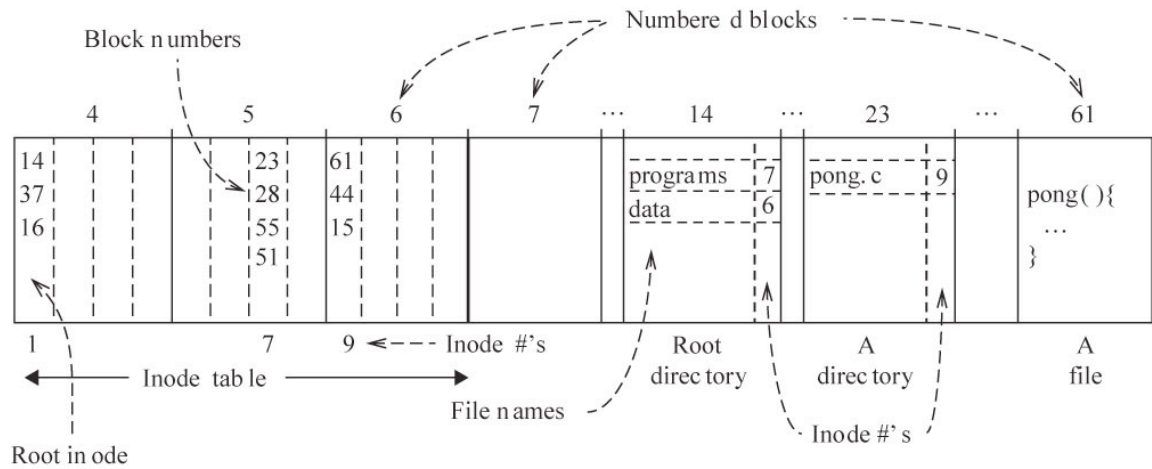 Numbere d blocks
Block n umbers
4 5 6 7 ... 14 ... 23 ... 61
14 23 61 programs 7 pong.c 9
37 28 44 data 6 pong( ){
16 55 15 ...
51 }
1 7 9 Inode #'s Root A A
Inode table direc tory direc tory file
File n ames Inode #' s
Root in ode